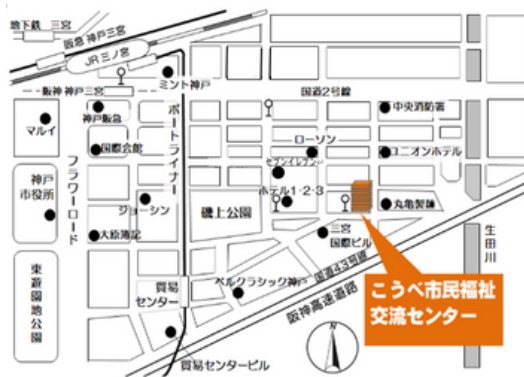 地下鉄 三宮
阪急 神戸三宮
JR 三ノ宮
ミント神戸
阪神 神戸三宮
国道2号線
神戸阪急
中央消防署
マルイ
ポートライナー
ローソン
国際会館
セブンイレブン
ユニオンホテル
フラワーロード
神戸
市役所
ホテル1・2・3
丸亀製麺
ジョーシン
磯上公園
大原簿記
三宮
国際ビル
生田川
国道43号線
東遊園地公園
貿易
センター
ベルクラシック神戸
阪神高速道路
こうべ市民福祉
交流センター
貿易センタービル
N